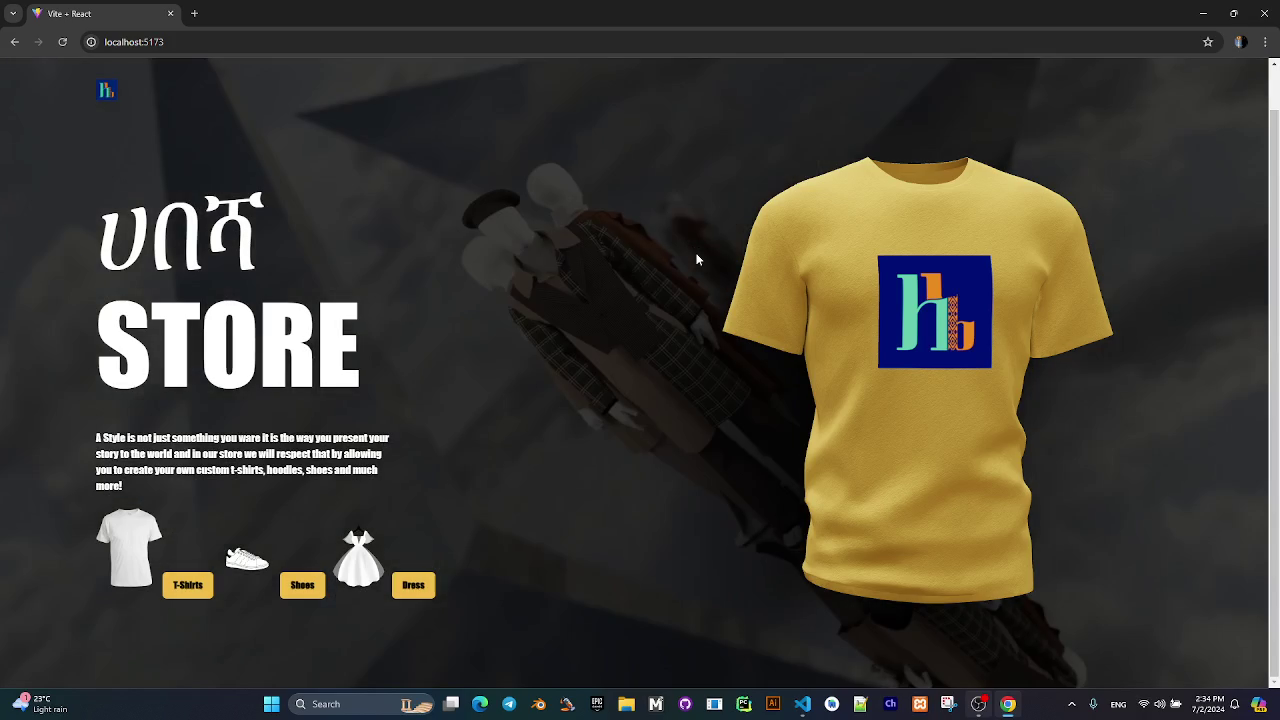 Vite + React
localhost:5173
ሀበሻ
STORE
A Style is not just something you ware it is the way you present your
story to the world and in our store we will respect that by allowing
you to create your own custom t-shirts, hoodies, shoes and much
more!
T-Shirts
Shoes
Dress
23°C
Light rain
Search
ENG
2:34 PM
7/2/2024